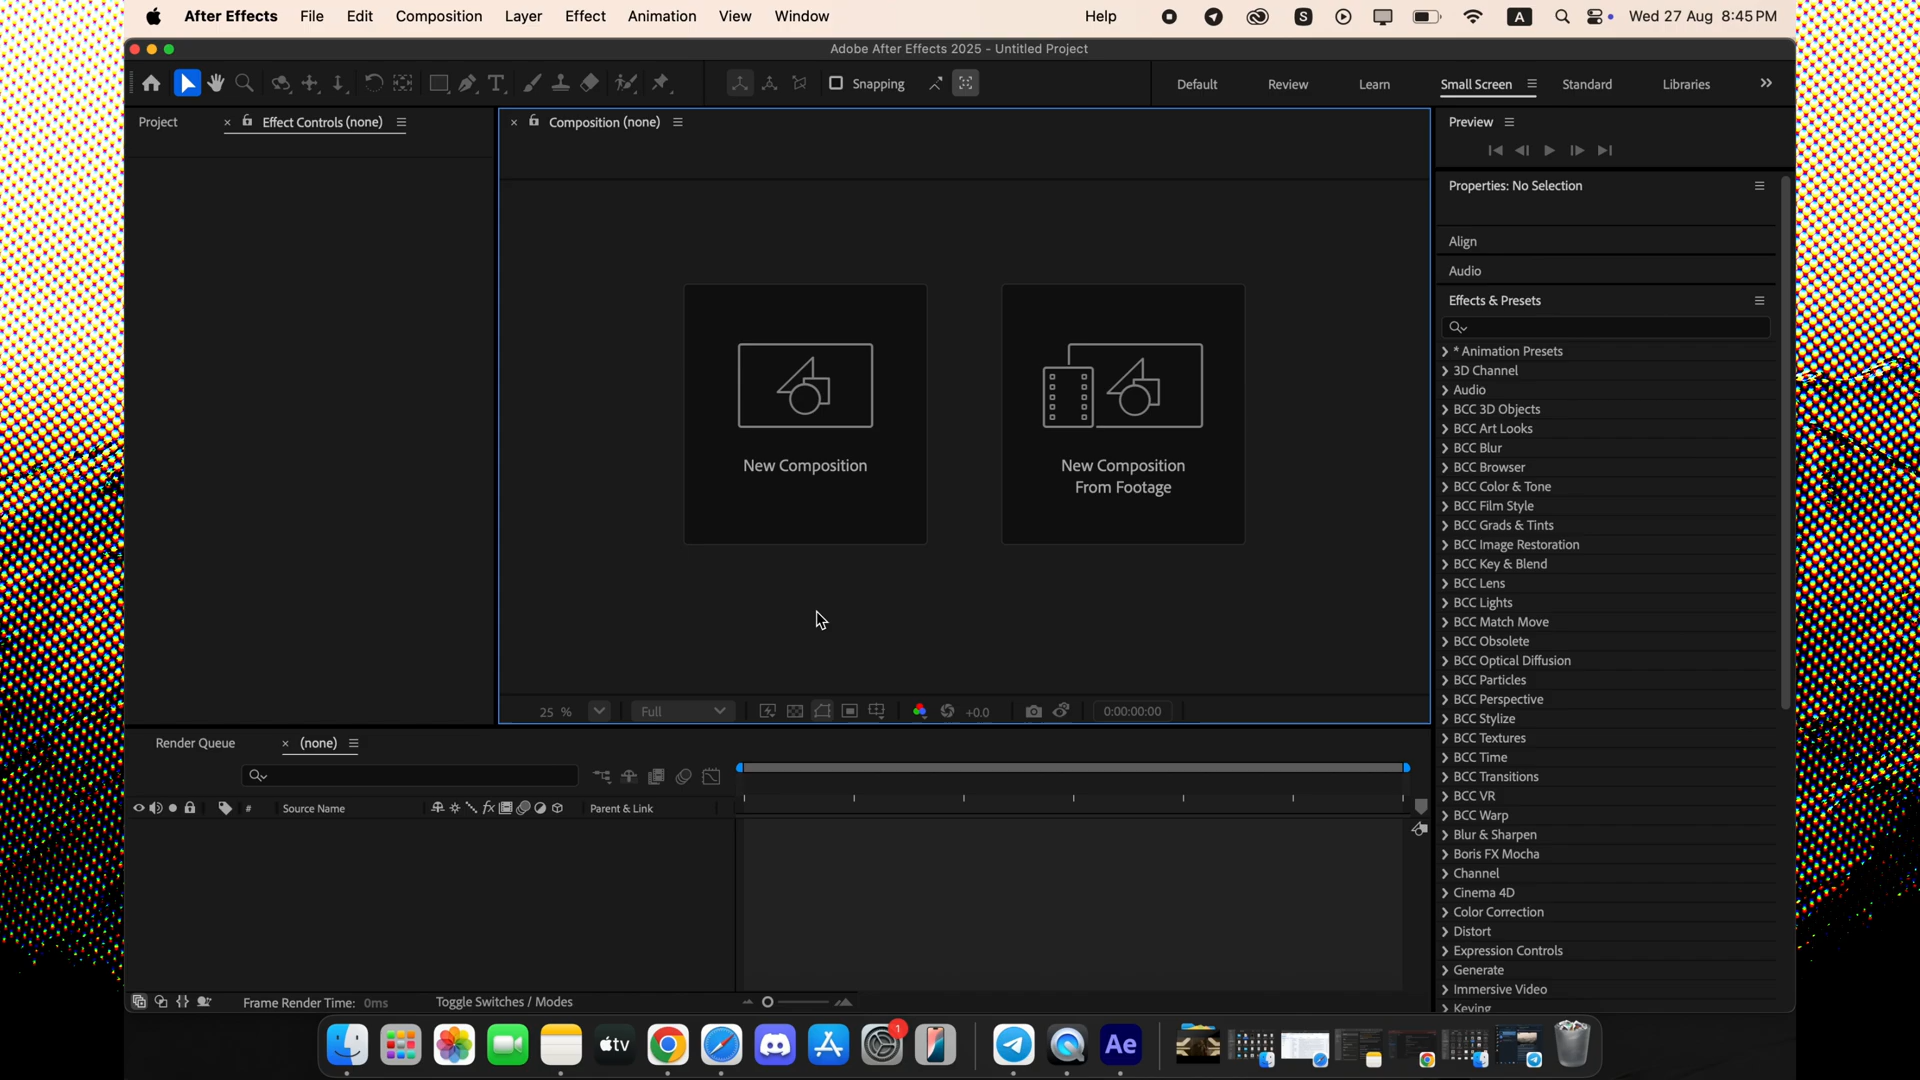 After Effects File Edit Composition Layer Effect Animation View Window Help S A Wed 27 Aug 8:45 PM
Adobe After Effects 2025 - Untitled Project
T Snapping Default Review Learn Small Screen Standard Libraries
Project × Effect Controls (none)
× Composition (none)
Preview
Properties: No Selection
Align
Audio
Effects & Presets
New Composition
New Composition
From Footage
* Animation Presets
3D Channel
Audio
BCC 3D Objects
BCC Art Looks
BCC Blur
BCC Browser
BCC Color & Tone
BCC Film Style
BCC Grads & Tints
BCC Image Restoration
BCC Key & Blend
BCC Lens
BCC Lights
BCC Match Move
BCC Obsolete
BCC Optical Diffusion
BCC Particles
BCC Perspective
BCC Stylize
BCC Textures
BCC Time
BCC Transitions
BCC VR
BCC Warp
Blur & Sharpen
Boris FX Mocha
Channel
Cinema 4D
Color Correction
Distort
Expression Controls
Generate
Immersive Video
Keying
25 % Full +0.0 0:00:00:00
Render Queue × (none)
# Source Name fx Parent & Link
Frame Render Time: 0ms Toggle Switches / Modes
tv 1 Ae